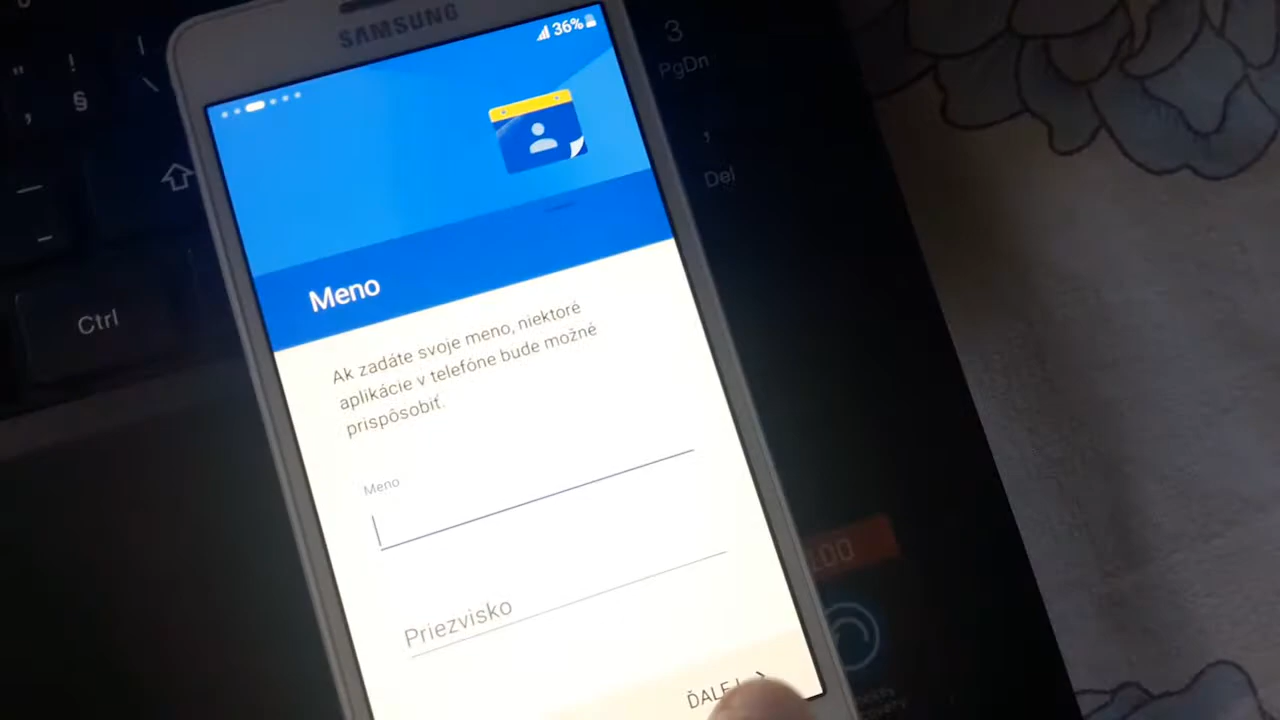 SAMSUNG
36%
Meno
Ak zadáte svoje meno, niektoré
aplikácie v telefóne bude možné
prispôsobiť.
Meno
Priezvisko
ĎALEJ
3
PgDn
,
Del
Ctrl
!
"
§